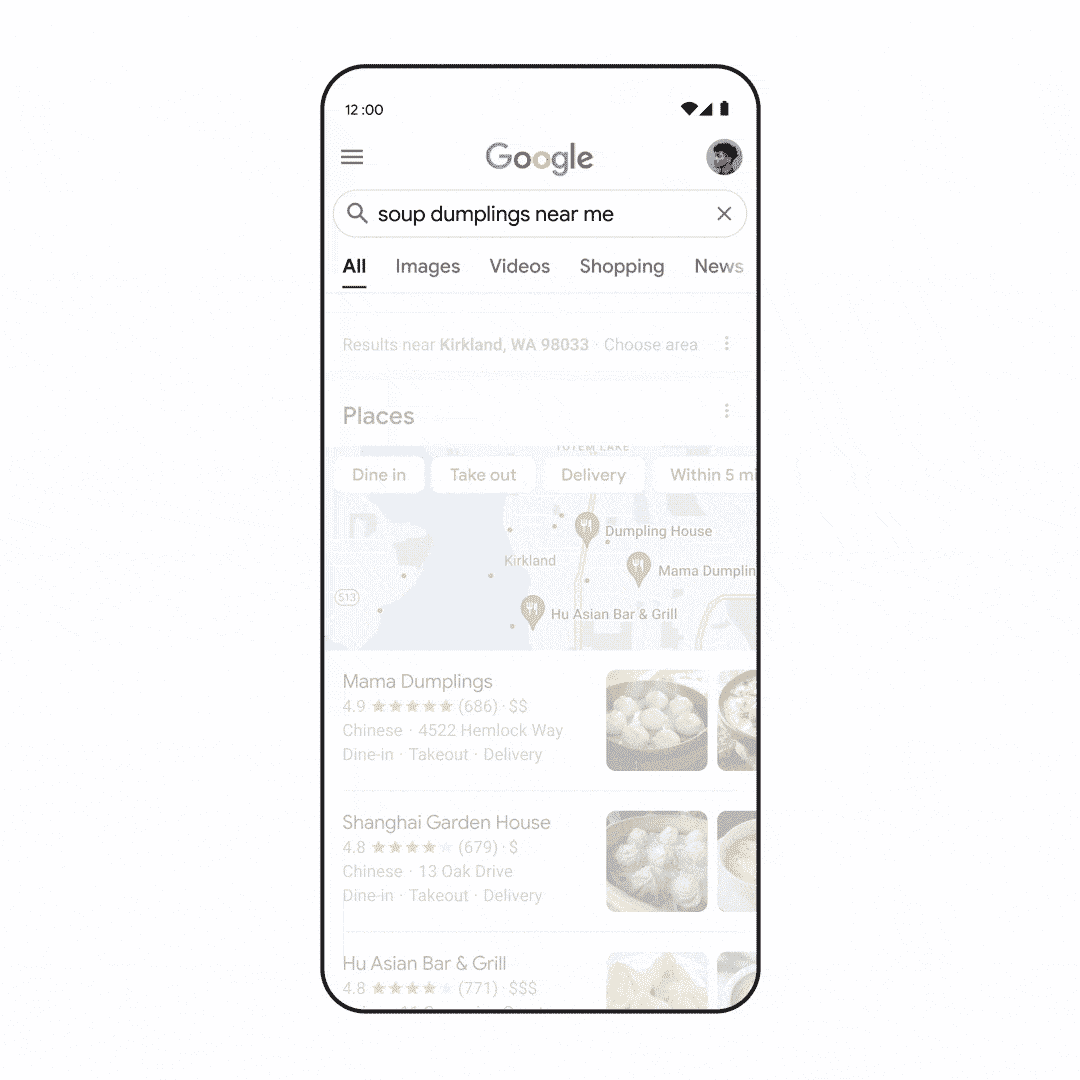 12:00
Google
soup dumplings near me
All Images Videos Shopping News
Results near Kirkland, WA 98033 · Choose area
Places
TOTEM LAKE
Dine in Take out Delivery Within 5 mi
Dumpling House
Kirkland
Mama Dumplin
513
Hu Asian Bar & Grill
Mama Dumplings
4.9 ★★★★★ (686) · $$
Chinese · 4522 Hemlock Way
Dine-in · Takeout · Delivery
Shanghai Garden House
4.8 ★★★★★ (679) · $
Chinese · 13 Oak Drive
Dine-in · Takeout · Delivery
Hu Asian Bar & Grill
4.8 ★★★★★ (771) · $$$